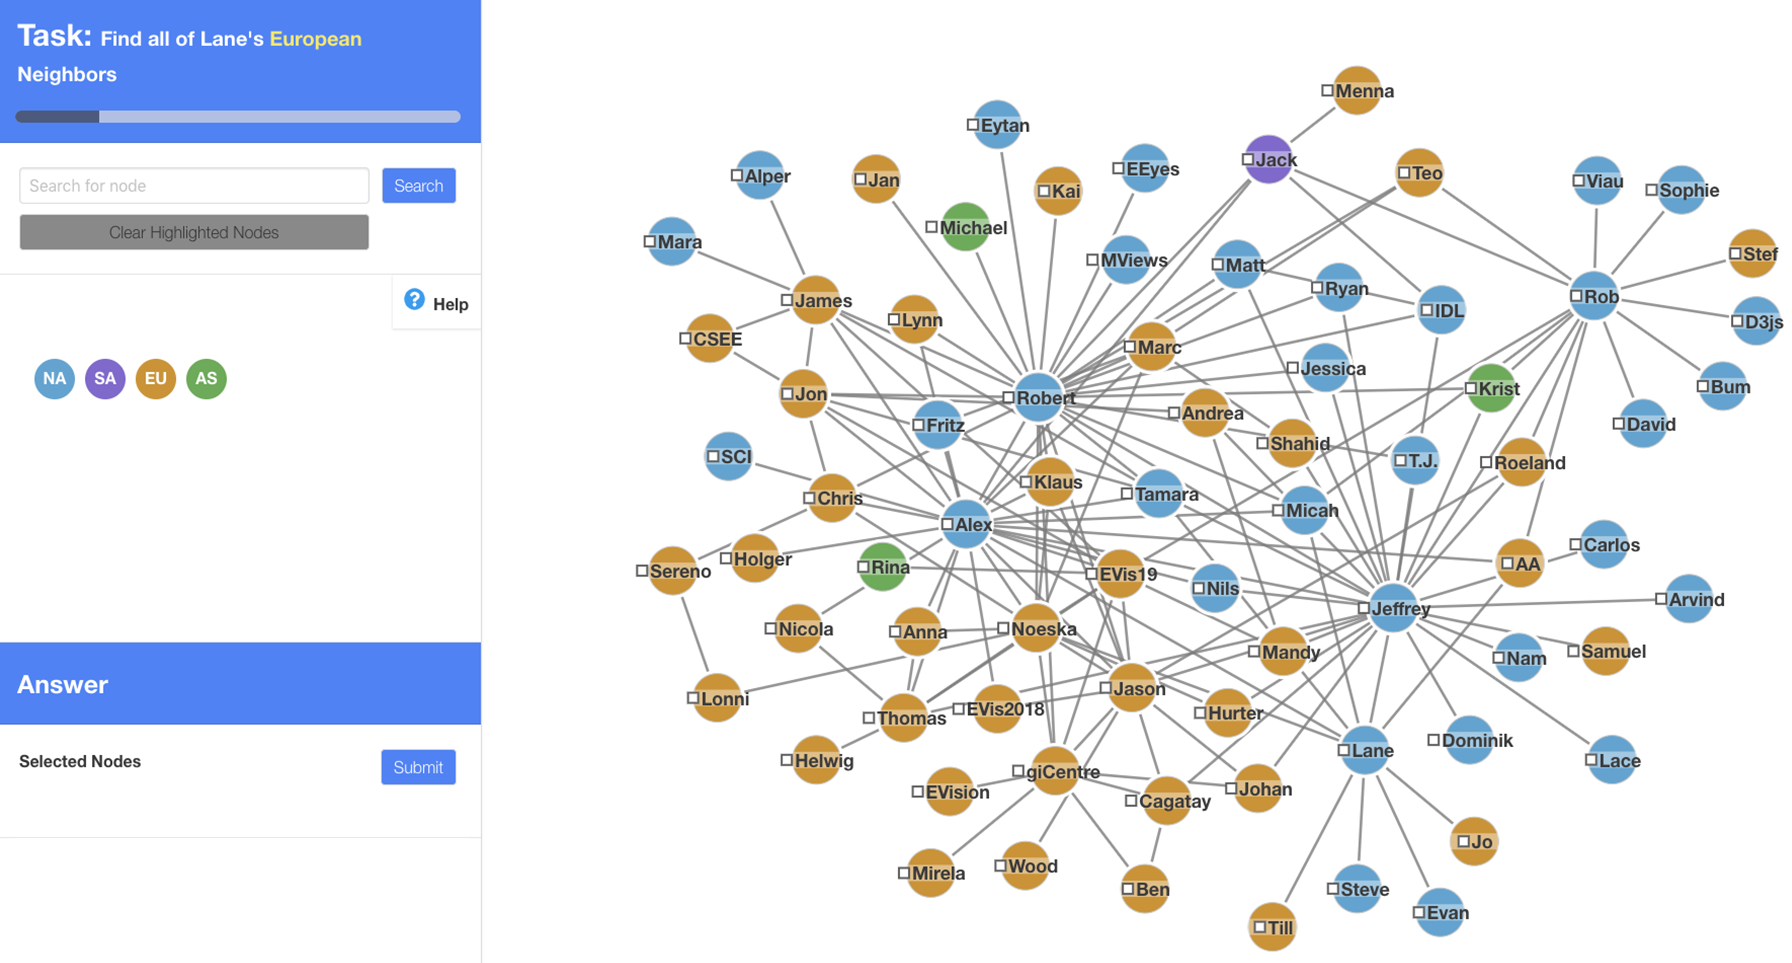 Task: Find all of Lane's European
Neighbors
Search for node
Search
Clear Highlighted Nodes
Help
NA SA EU AS
Answer
Selected Nodes
Submit
Menna
Eytan
Jack
EEyes
Teo
Alper
Jan
Viau
Kai
Sophie
Michael
Mara
Stef
MViews
Matt
Ryan
Rob
James
IDL
Lynn
D3js
CSEE
Marc
Jessica
Bum
Krist
Jon
Robert
Andrea
Fritz
David
Shahid
SCI
T.J.
Roeland
Klaus
Tamara
Chris
Micah
Alex
Carlos
Holger
AA
Rina
Sereno
EVis19
Nils
Arvind
Jeffrey
Nicola
Noeska
Anna
Samuel
Mandy
Nam
Jason
Lonni
EVis2018
Hurter
Thomas
Dominik
Lane
Helwig
Lace
giCentre
Johan
EVision
Cagatay
Jo
Wood
Mirela
Ben
Steve
Evan
Till